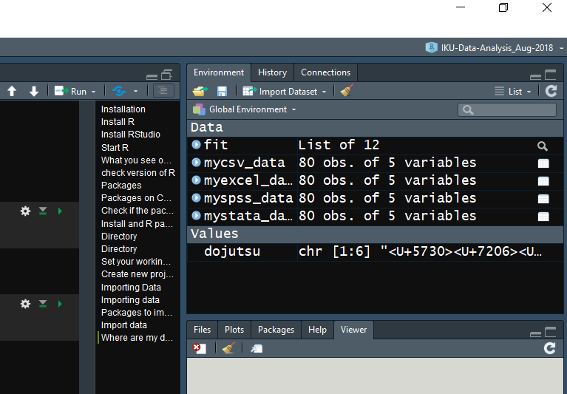 IKU-Data-Analysis_Aug-2018
Run
Installation
Install R
Install RStudio
Start R
What you see o...
check version of R
Packages
Packages on C...
Check if the pac...
Install and R pa...
Directory
Directory
Set your workin...
Create new proj...
Importing Data
Importing data
Packages to im...
Import data
Where are my d...
Environment History Connections
Import Dataset List
Global Environment
Data
fit List of 12
mycsv_data 80 obs. of 5 variables
myexcel_da… 80 obs. of 5 variables
myspss_data 80 obs. of 5 variables
mystata_da… 80 obs. of 5 variables
Values
dojutsu chr [1:6] "<U+5730><U+7206><U…
Files Plots Packages Help Viewer